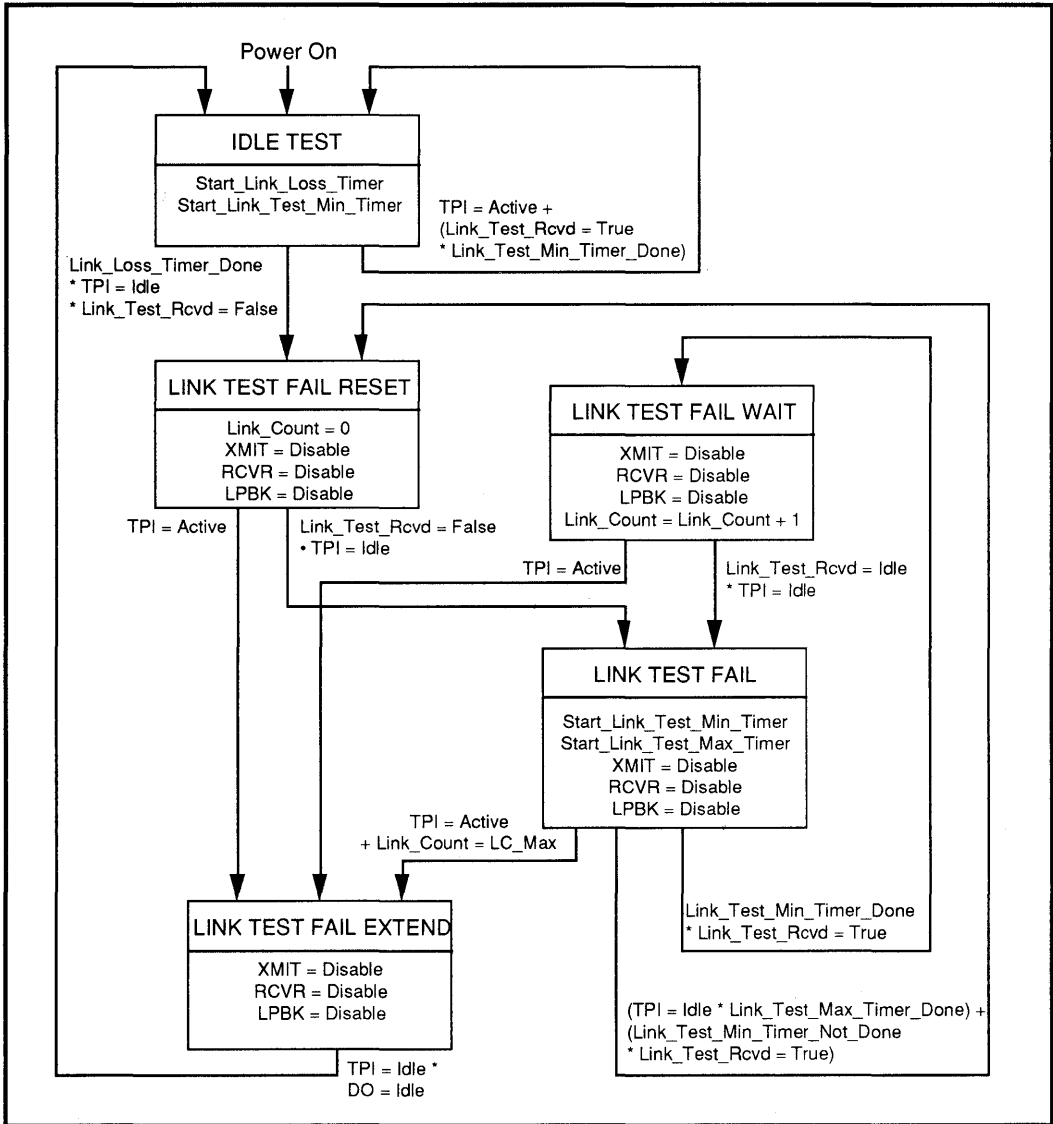 Power On
IDLE TEST
Start_Link_Loss_Timer
Start_Link_Test_Min_Timer
TPI = Active +
(Link_Test_Rcvd = True
* Link_Test_Min_Timer_Done)
Link_Loss_Timer_Done
* TPI = Idle
* Link_Test_Rcvd = False
LINK TEST FAIL RESET
Link_Count = 0
XMIT = Disable
RCVR = Disable
LPBK = Disable
LINK TEST FAIL WAIT
XMIT = Disable
RCVR = Disable
LPBK = Disable
Link_Count = Link_Count + 1
TPI = Active
Link_Test_Rcvd = False
• TPI = Idle
TPI = Active
Link_Test_Rcvd = Idle
* TPI = Idle
LINK TEST FAIL
Start_Link_Test_Min_Timer
Start_Link_Test_Max_Timer
XMIT = Disable
RCVR = Disable
LPBK = Disable
TPI = Active
+ Link_Count = LC_Max
LINK TEST FAIL EXTEND
XMIT = Disable
RCVR = Disable
LPBK = Disable
Link_Test_Min_Timer_Done
* Link_Test_Rcvd = True
(TPI = Idle * Link_Test_Max_Timer_Done) +
(Link_Test_Min_Timer_Not_Done
* Link_Test_Rcvd = True)
TPI = Idle *
DO = Idle